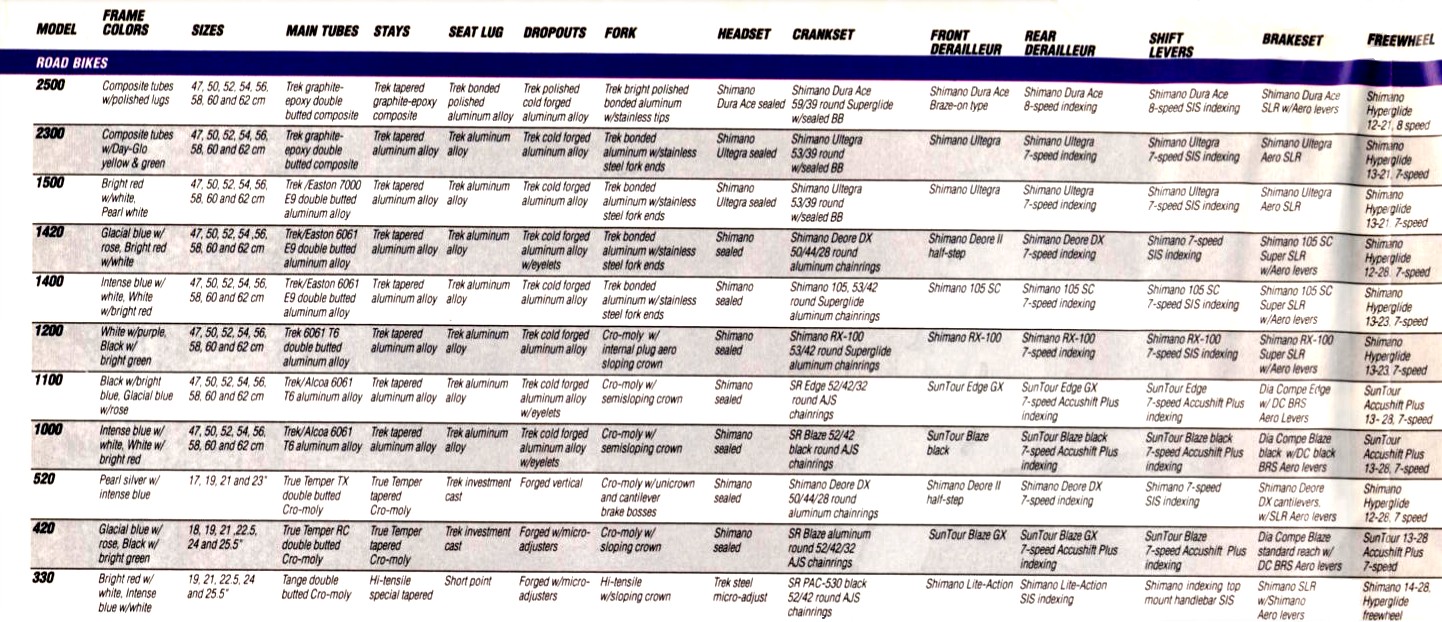 MODEL FRAME COLORS SIZES MAIN TUBES STAYS SEAT LUG DROPOUTS FORK HEADSET CRANKSET FRONT DERAILLEUR REAR DERAILLEUR SHIFT LEVERS BRAKESET FREEWHEEL
ROAD BIKES
2500 Composite tubes 47, 50, 52, 54, 56, Trek graphite- Trek tapered Trek bonded Trek polished Trek bright polished Shimano Shimano Dura Ace Shimano Dura Ace Shimano Dura Ace Shimano Dura Ace Shimano Dura Ace Shimano
w/polished lugs 58, 60 and 62 cm epoxy double graphite-epoxy polished cold forged bonded aluminum Dura Ace sealed 59/39 round Superglide Braze-on type 8-speed indexing 8-speed SIS indexing SLR w/Aero levers Hyperglide
butted composite composite aluminum alloy aluminum alloy w/stainless tips w/sealed BB 12-21, 8 speed
2300 Composite tubes 47, 50, 52, 54, 56, Trek graphite- Trek tapered Trek aluminum Trek cold forged Trek bonded Shimano Shimano Ultegra Shimano Ultegra Shimano Ultegra Shimano Ultegra Shimano Ultegra Shimano
w/Day-Glo 58, 60 and 62 cm epoxy double aluminum alloy alloy aluminum alloy aluminum w/stainless Ultegra sealed 53/39 round 7-speed indexing 7-speed SIS indexing Aero SLR Hyperglide
yellow & green butted composite steel fork ends w/sealed BB 13-21, 7-speed
1500 Bright red 47, 50, 52, 54, 56, Trek /Easton 7000 Trek tapered Trek aluminum Trek cold forged Trek bonded Shimano Shimano Ultegra Shimano Ultegra Shimano Ultegra Shimano Ultegra Shimano Ultegra Shimano
w/white, 58, 60 and 62 cm E9 double butted aluminum alloy alloy aluminum alloy aluminum w/stainless Ultegra sealed 53/39 round 7-speed indexing 7-speed SIS indexing Aero SLR Hyperglide
Pearl white aluminum alloy steel fork ends w/sealed BB 13-21, 7-speed
1420 Glacial blue w/ 47, 50, 52, 54, 56, Trek/Easton 6061 Trek tapered Trek aluminum Trek cold forged Trek bonded Shimano Shimano Deore DX Shimano Deore II Shimano Deore DX Shimano 7-speed Shimano 105 SC Shimano
rose, Bright red 58, 60 and 62 cm E9 double butted aluminum alloy alloy aluminum alloy aluminum w/stainless sealed 50/44/28 round half-step 7-speed indexing SIS indexing Super SLR Hyperglide
w/white aluminum alloy w/eyelets steel fork ends aluminum chainrings w/Aero levers 12-28, 7-speed
1400 Intense blue w/ 47, 50, 52, 54, 56, Trek/Easton 6061 Trek tapered Trek aluminum Trek cold forged Trek bonded Shimano Shimano 105, 53/42 Shimano 105 SC Shimano 105 SC Shimano 105 SC Shimano 105 SC Shimano
white, White 58, 60 and 62 cm E9 double butted aluminum alloy alloy aluminum alloy aluminum w/stainless sealed round Superglide 7-speed indexing 7-speed SIS indexing Super SLR Hyperglide
w/bright red aluminum alloy steel fork ends aluminum chainrings w/Aero levers 13-23, 7-speed
1200 White w/purple, 47, 50, 52, 54, 56, Trek 6061 T6 Trek tapered Trek aluminum Trek cold forged Cro-moly w/ Shimano Shimano RX-100 Shimano RX-100 Shimano RX-100 Shimano RX-100 Shimano RX-100 Shimano
Black w/ 58, 60 and 62 cm double butted aluminum alloy alloy aluminum alloy internal plug aero sealed 53/42 round Superglide 7-speed indexing 7-speed SIS indexing Super SLR Hyperglide
bright green aluminum alloy sloping crown aluminum chainrings w/Aero levers 13-23, 7-speed
1100 Black w/bright 47, 50, 52, 54, 56, Trek/Alcoa 6061 Trek tapered Trek aluminum Trek cold forged Cro-moly w/ Shimano SR Edge 52/42/32 SunTour Edge GX SunTour Edge GX SunTour Edge Dia Compe Edge SunTour
blue, Glacial blue 58, 60 and 62 cm T6 aluminum alloy aluminum alloy alloy aluminum alloy semisloping crown sealed round AJS 7-speed Accushift Plus 7-speed Accushift Plus w/ DC BRS Accushift Plus
w/rose w/eyelets chainrings indexing indexing Aero Levers 13- 28, 7-speed
1000 Intense blue w/ 47, 50, 52, 54, 56, Trek/Alcoa 6061 Trek tapered Trek aluminum Trek cold forged Cro-moly w/ Shimano SR Blaze 52/42 SunTour Blaze SunTour Blaze black SunTour Blaze black Dia Compe Blaze SunTour
white, White w/ 58, 60 and 62 cm T6 aluminum alloy aluminum alloy alloy aluminum alloy semisloping crown sealed black round AJS black 7-speed Accushift Plus 7-speed Accushift Plus black w/DC black Accushift Plus
bright red w/eyelets chainrings indexing indexing BRS Aero levers 13-28, 7-speed
520 Pearl silver w/ 17, 19, 21 and 23" True Temper TX True Temper Trek investment Forged vertical Cro-moly w/unicrown Shimano Shimano Deore DX Shimano Deore II Shimano Deore DX Shimano 7-speed Shimano Deore Shimano
intense blue double butted tapered cast and cantilever sealed 50/44/28 round half-step 7-speed indexing SIS indexing DX cantilevers, Hyperglide
Cro-moly Cro-moly brake bosses aluminum chainrings w/SLR Aero levers 12-28, 7 speed
420 Glacial blue w/ 18, 19, 21 ,22.5, True Temper RC True Temper Trek investment Forged w/micro- Cro-moly w/ Shimano SR Blaze aluminum SunTour Blaze GX SunTour Blaze GX SunTour Blaze Dia Compe Blaze SunTour 13-28
rose, Black w/ 24 and 25.5" double butted tapered cast adjusters sloping crown sealed round 52/42/32 7-speed Accushift Plus 7-speed Accushift Plus standard reach w/ Accushift Plus
bright green Cro-moly Cro-moly AJS chainrings indexing indexing DC BRS Aero levers 7-speed
330 Bright red w/ 19, 21, 22.5, 24 Tange double Hi-tensile Short point Forged w/micro- Hi-tensile Trek steel SR PAC-530 black Shimano Lite-Action Shimano Lite-Action Shimano indexing top Shimano SLR Shimano 14-28,
white, Intense and 25.5" butted Cro-moly special tapered adjusters w/sloping crown micro-adjust 52/42 round AJS SIS indexing mount handlebar SIS w/Shimano Hyperglide
blue w/white chainrings Aero levers freewheel